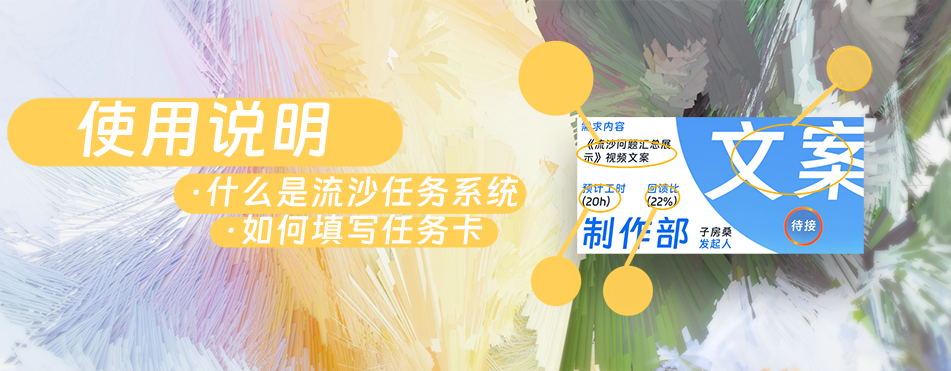 使用说明
·什么是流沙任务系统
·如何填写任务卡
需求内容
《流沙问题汇总展
示》视频文案
预计工时
回馈比
(20h)
(22%)
制作部
子房桑
发起人
文案
待接